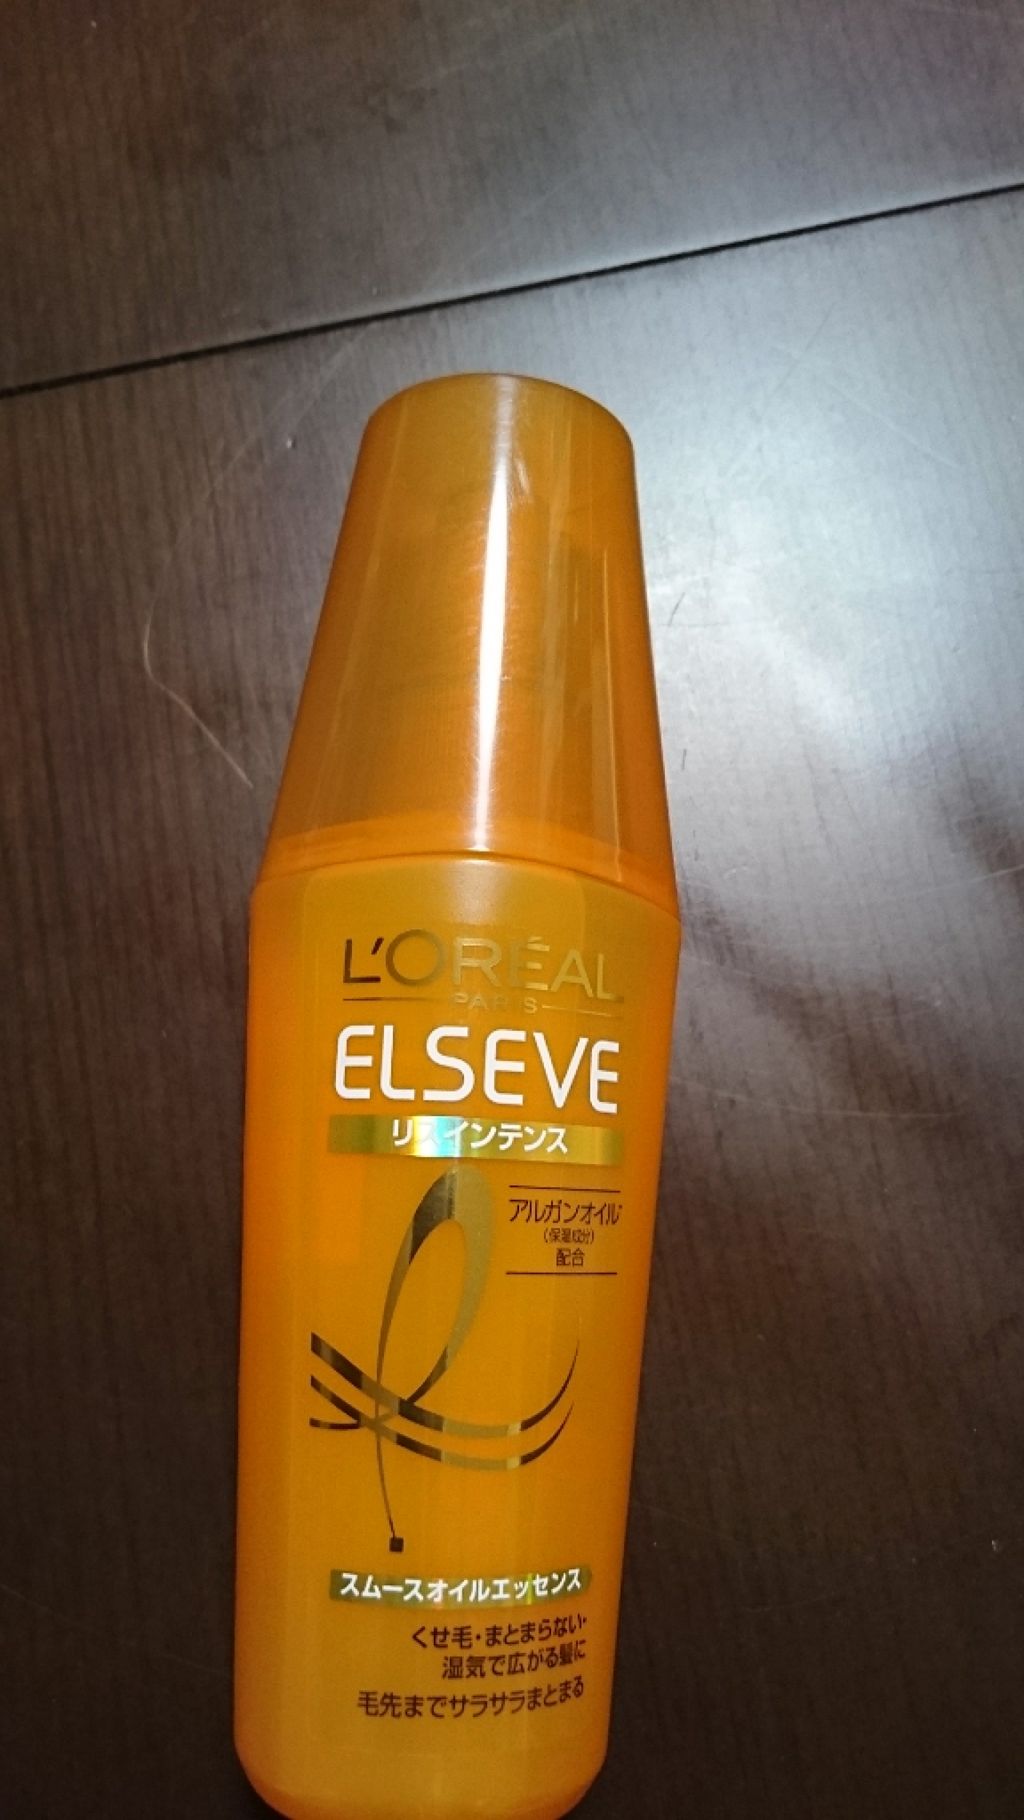 L'ORÉAL
PARIS
ELSEVE
リスインテンス
アルガンオイル*
(保湿成分)
配合
スムースオイルエッセンス
くせ毛・まとまらない・
湿気で広がる髪に
毛先までサラサラまとまる